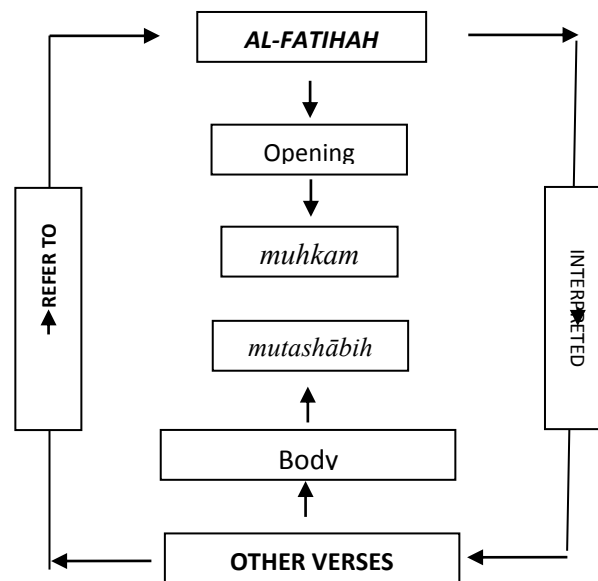 AL-FATIHAH
Opening
muhkam
REFER TO
INTERPRETED
mutashābih
Body
OTHER VERSES